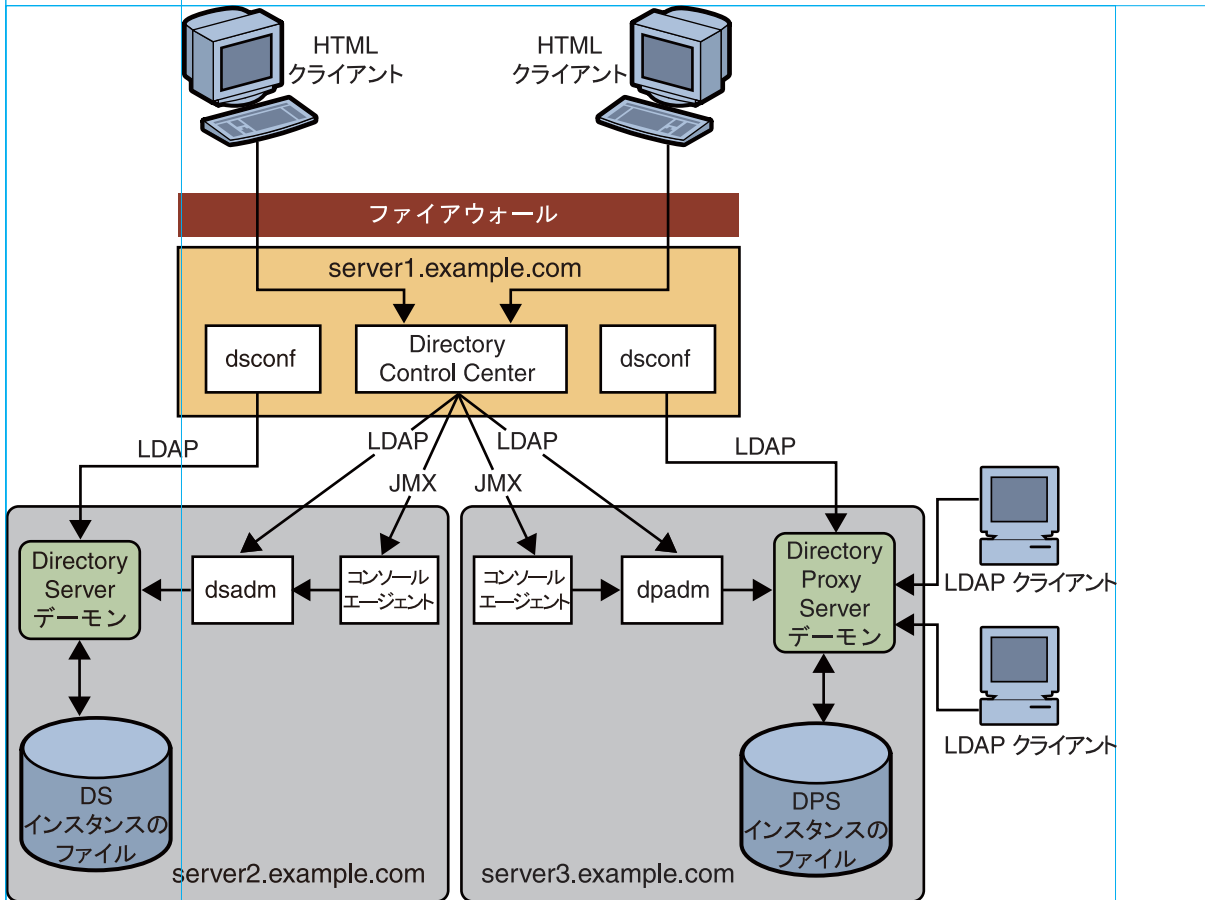 HTML
クライアント
HTML
クライアント
ファイアウォール
server1.example.com
dsconf
Directory
Control Center
dsconf
LDAP
LDAP
LDAP
LDAP
JMX
JMX
Directory
Server
デーモン
dsadm
コンソール
エージェント
コンソール
エージェント
dpadm
Directory
Proxy
Server
デーモン
LDAP クライアント
LDAP クライアント
DS
インスタンスの
ファイル
DPS
インスタンスの
ファイル
server2.example.com
server3.example.com